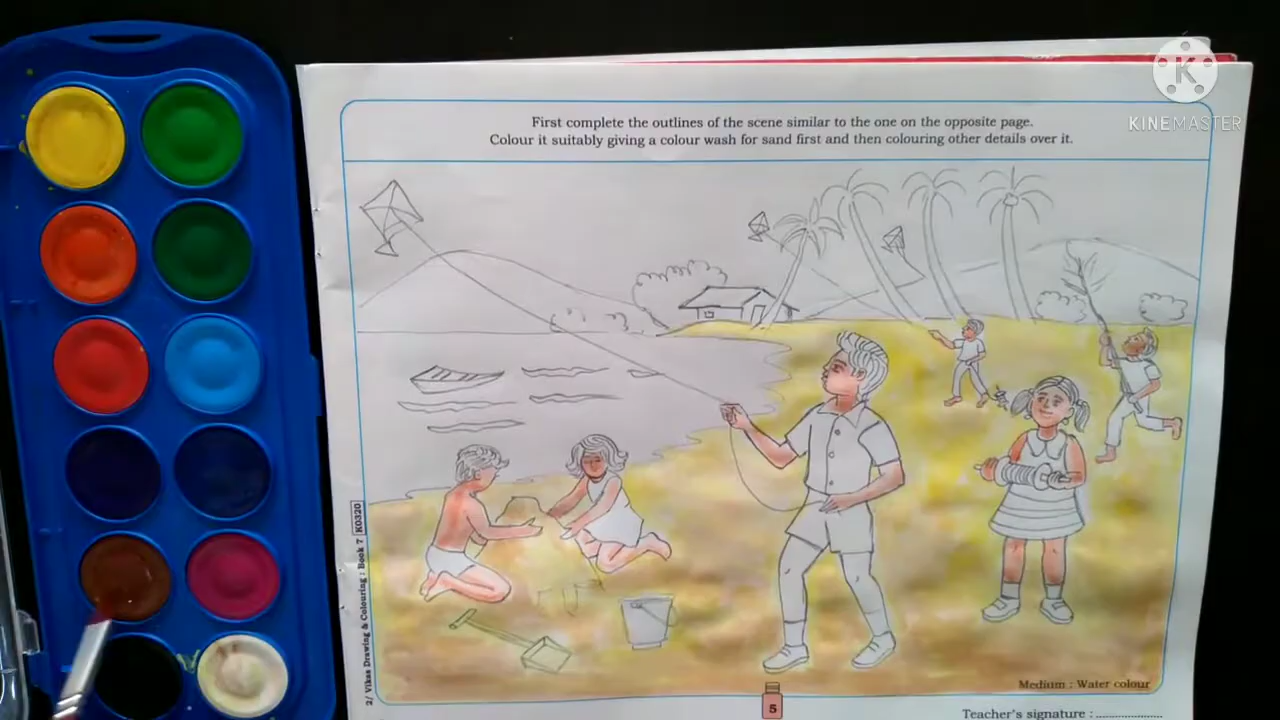 K
KINEMASTER
First complete the outlines of the scene similar to the one on the opposite page.
Colour it suitably giving a colour wash for sand first and then colouring other details over it.
2/ Vikas Drawing & Colouring : Book 7 K0320
Medium : Water colour
5
Teacher's signature : ....................